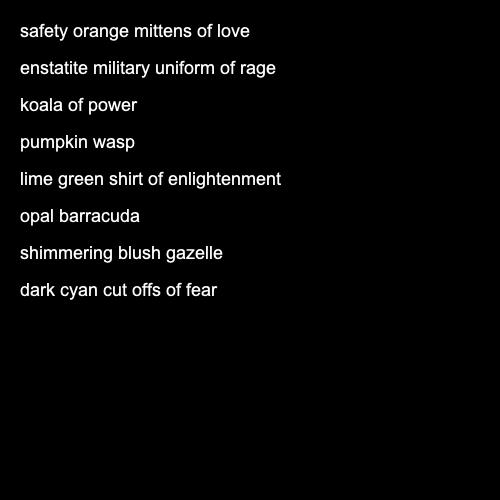 safety orange mittens of love
enstatite military uniform of rage
koala of power
pumpkin wasp
lime green shirt of enlightenment
opal barracuda
shimmering blush gazelle
dark cyan cut offs of fear